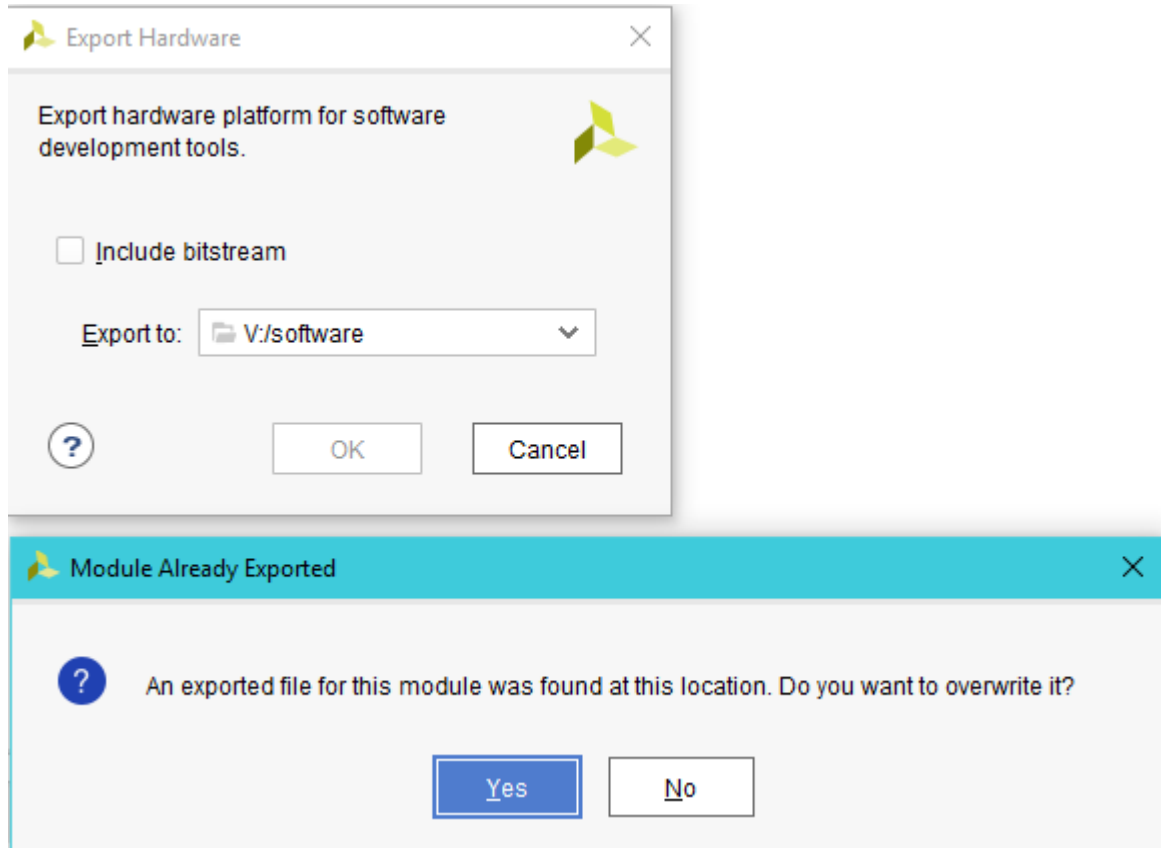 Export Hardware
Export hardware platform for software
development tools.
Include bitstream
Export to: V:/software
? OK Cancel
Module Already Exported
? An exported file for this module was found at this location. Do you want to overwrite it?
Yes No